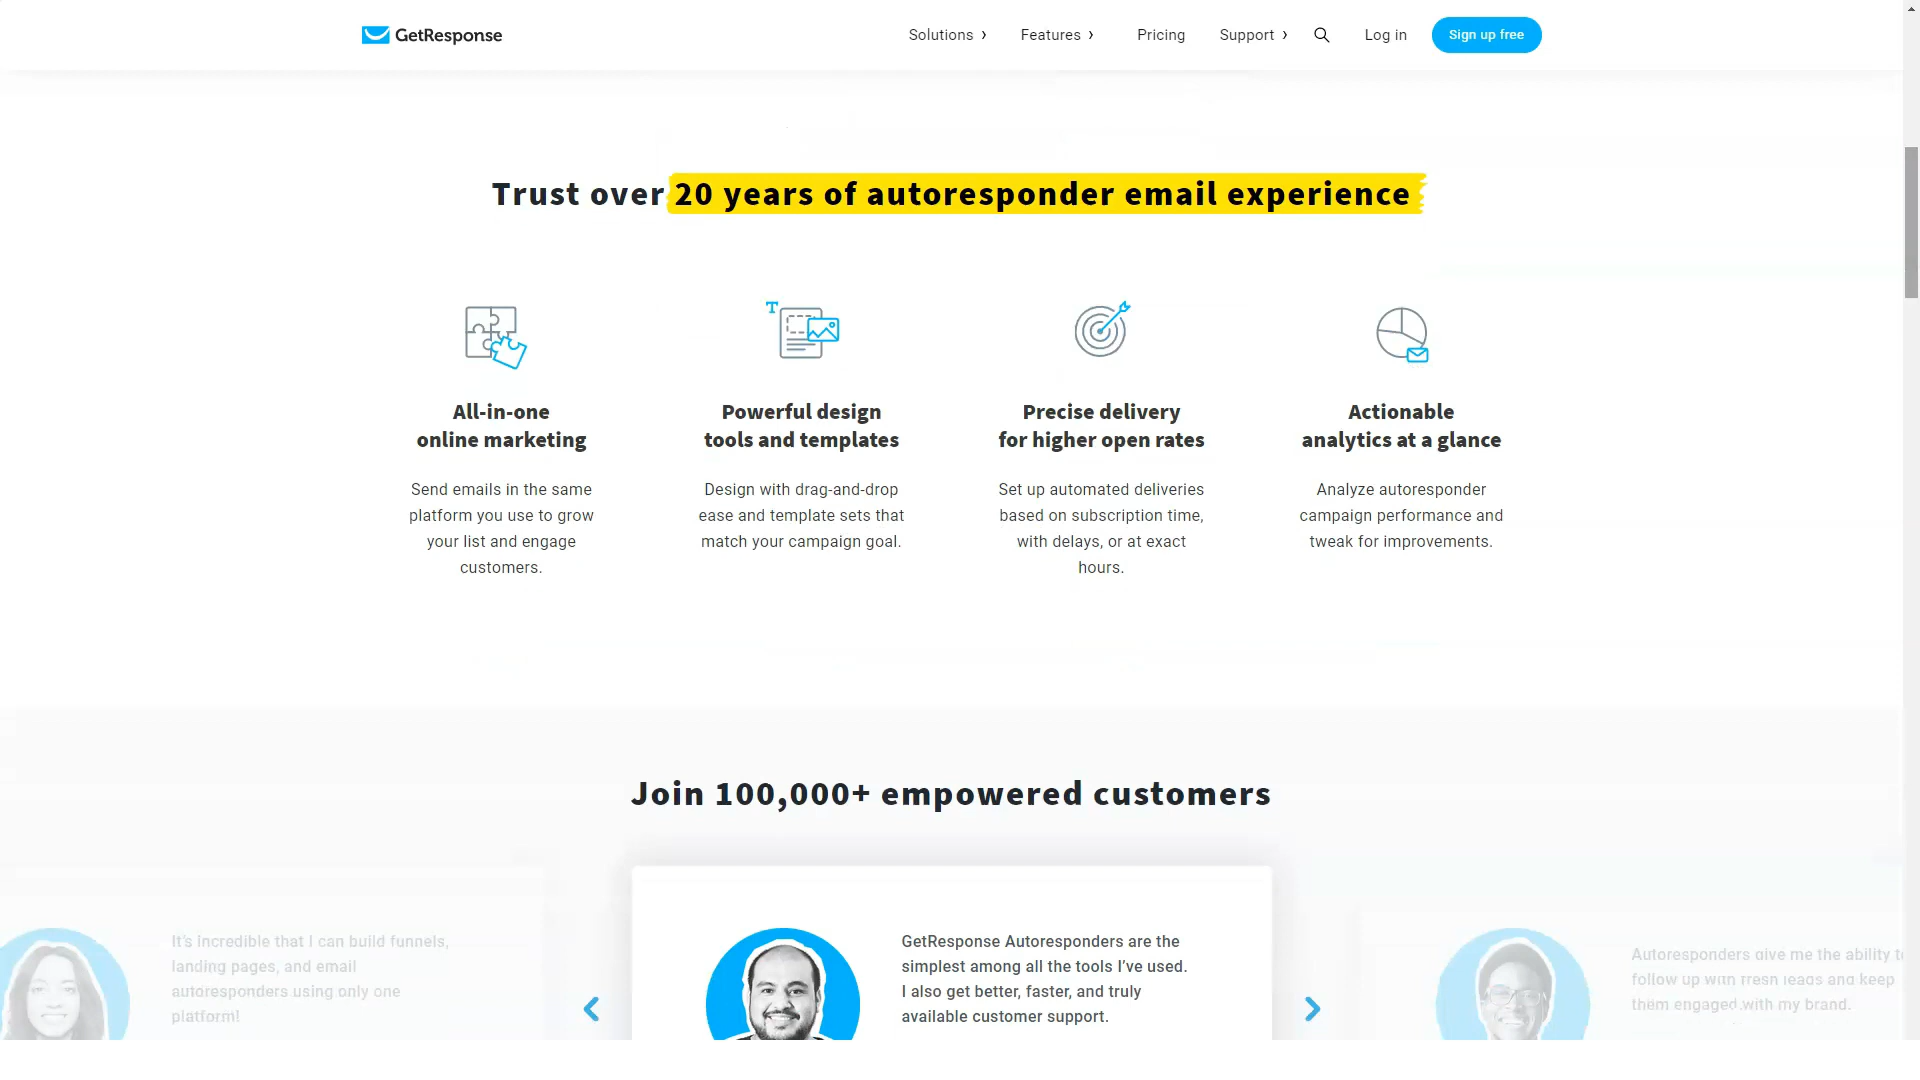 GetResponse
Solutions
Features
Pricing
Support
Log in
Sign up free
Trust over 20 years of autoresponder email experience
All-in-one
online marketing
Send emails in the same
platform you use to grow
your list and engage
customers.
T
Powerful design
tools and templates
Design with drag-and-drop
ease and template sets that
match your campaign goal.
Precise delivery
for higher open rates
Set up automated deliveries
based on subscription time,
with delays, or at exact
hours.
Actionable
analytics at a glance
Analyze autoresponder
campaign performance and
tweak for improvements.
Join 100,000+ empowered customers
It's incredible that I can build funnels,
landing pages, and email
autoresponders using only one
platform!
GetResponse Autoresponders are the
simplest among all the tools I've used.
I also get better, faster, and truly
available customer support.
Autoresponders give me the ability
follow up with fresh leads and keep
them engaged with my brand.